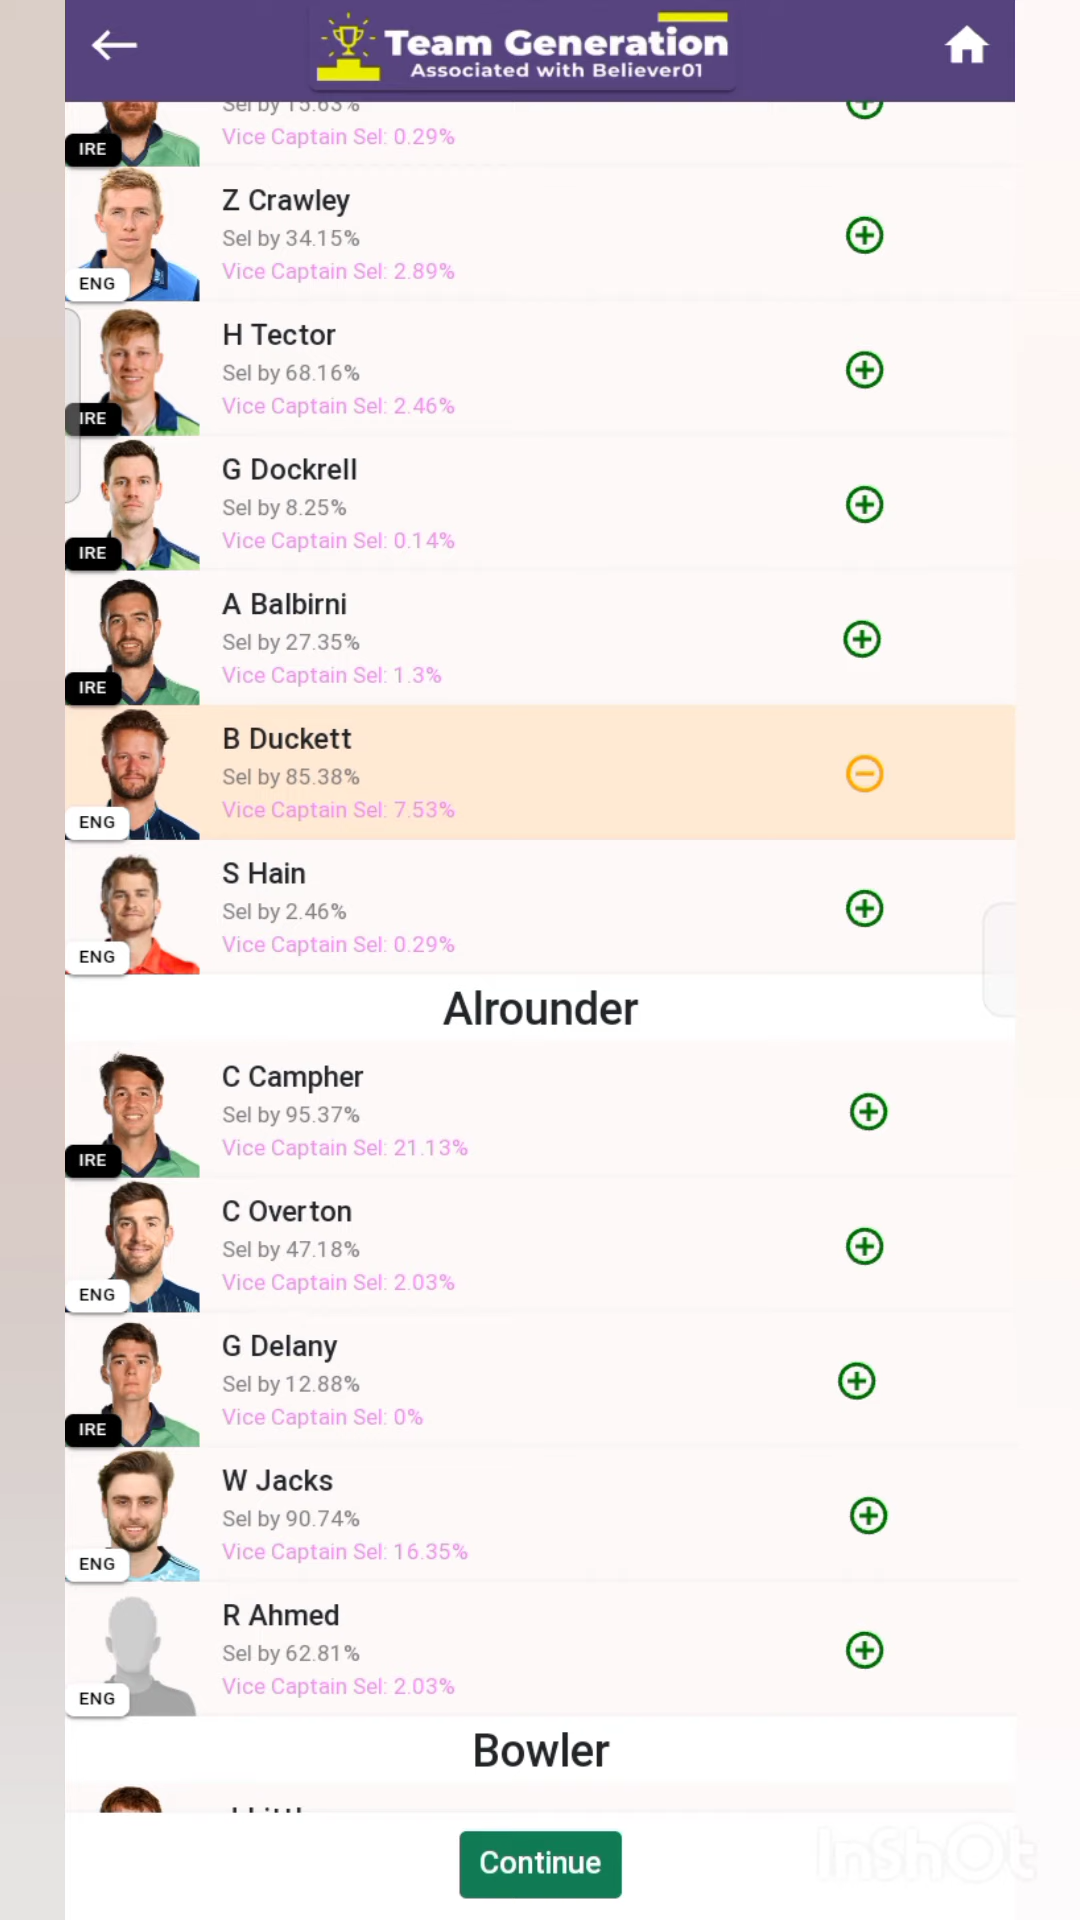 Team Generation
Associated with Believer01
Sel by 15.63%
Vice Captain Sel: 0.29%
IRE
Z Crawley
Sel by 34.15%
Vice Captain Sel: 2.89%
ENG
H Tector
Sel by 68.16%
Vice Captain Sel: 2.46%
IRE
G Dockrell
Sel by 8.25%
Vice Captain Sel: 0.14%
IRE
A Balbirni
Sel by 27.35%
Vice Captain Sel: 1.3%
IRE
B Duckett
Sel by 85.38%
Vice Captain Sel: 7.53%
ENG
S Hain
Sel by 2.46%
Vice Captain Sel: 0.29%
ENG
Alrounder
C Campher
Sel by 95.37%
Vice Captain Sel: 21.13%
IRE
C Overton
Sel by 47.18%
Vice Captain Sel: 2.03%
ENG
G Delany
Sel by 12.88%
Vice Captain Sel: 0%
IRE
W Jacks
Sel by 90.74%
Vice Captain Sel: 16.35%
ENG
R Ahmed
Sel by 62.81%
Vice Captain Sel: 2.03%
ENG
Bowler
Continue
InShOt